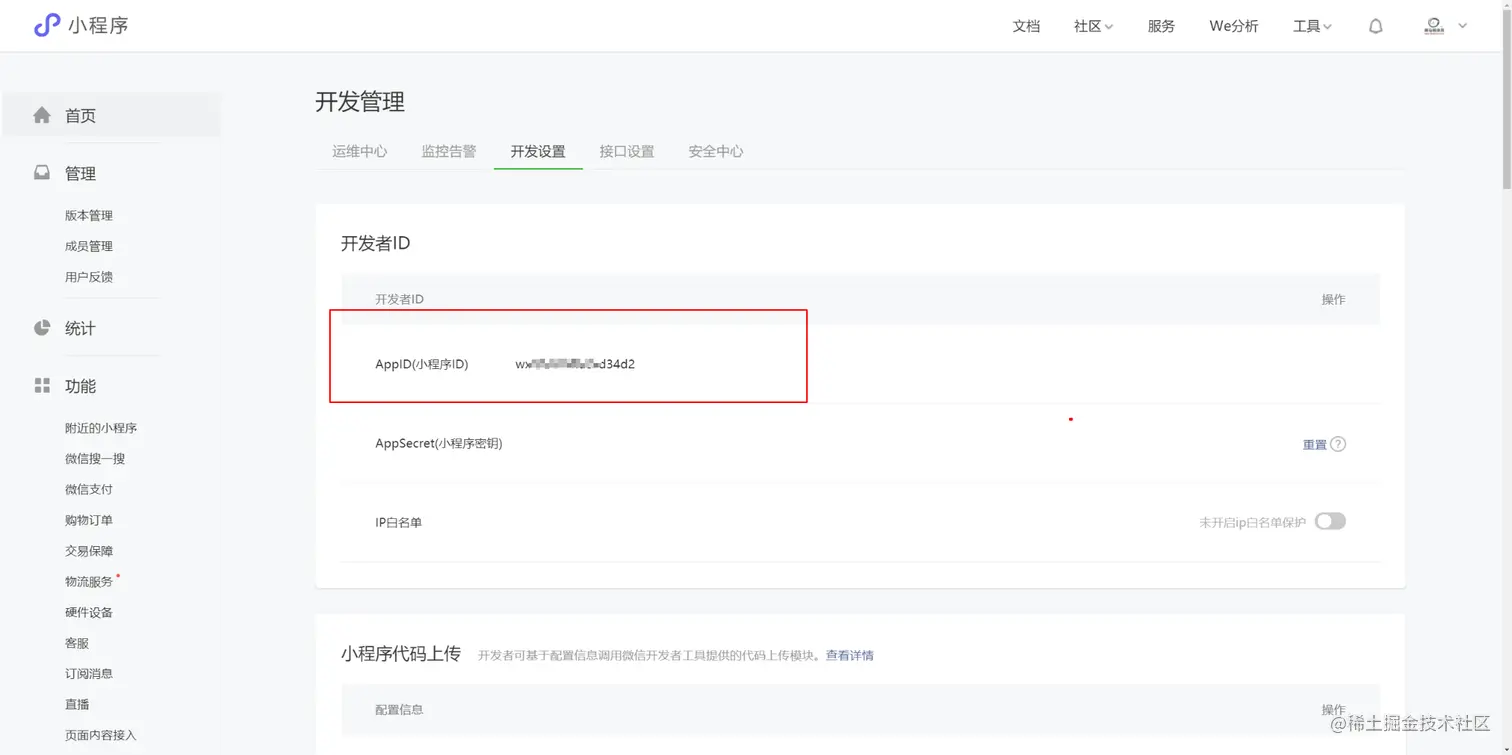 小程序
文档 社区 服务 We分析 工具
首页
管理
版本管理
成员管理
用户反馈
统计
功能
附近的小程序
微信搜一搜
微信支付
购物订单
交易保障
物流服务
硬件设备
客服
订阅消息
直播
页面内容接入
开发管理
运维中心 监控告警 开发设置 接口设置 安全中心
开发者ID
开发者ID 操作
AppID(小程序ID) wx d34d2
AppSecret(小程序密钥) 重置
IP白名单 未开启ip白名单保护
小程序代码上传 开发者可基于配置信息调用微信开发者工具提供的代码上传模块。查看详情
配置信息 操作
@稀土掘金技术社区